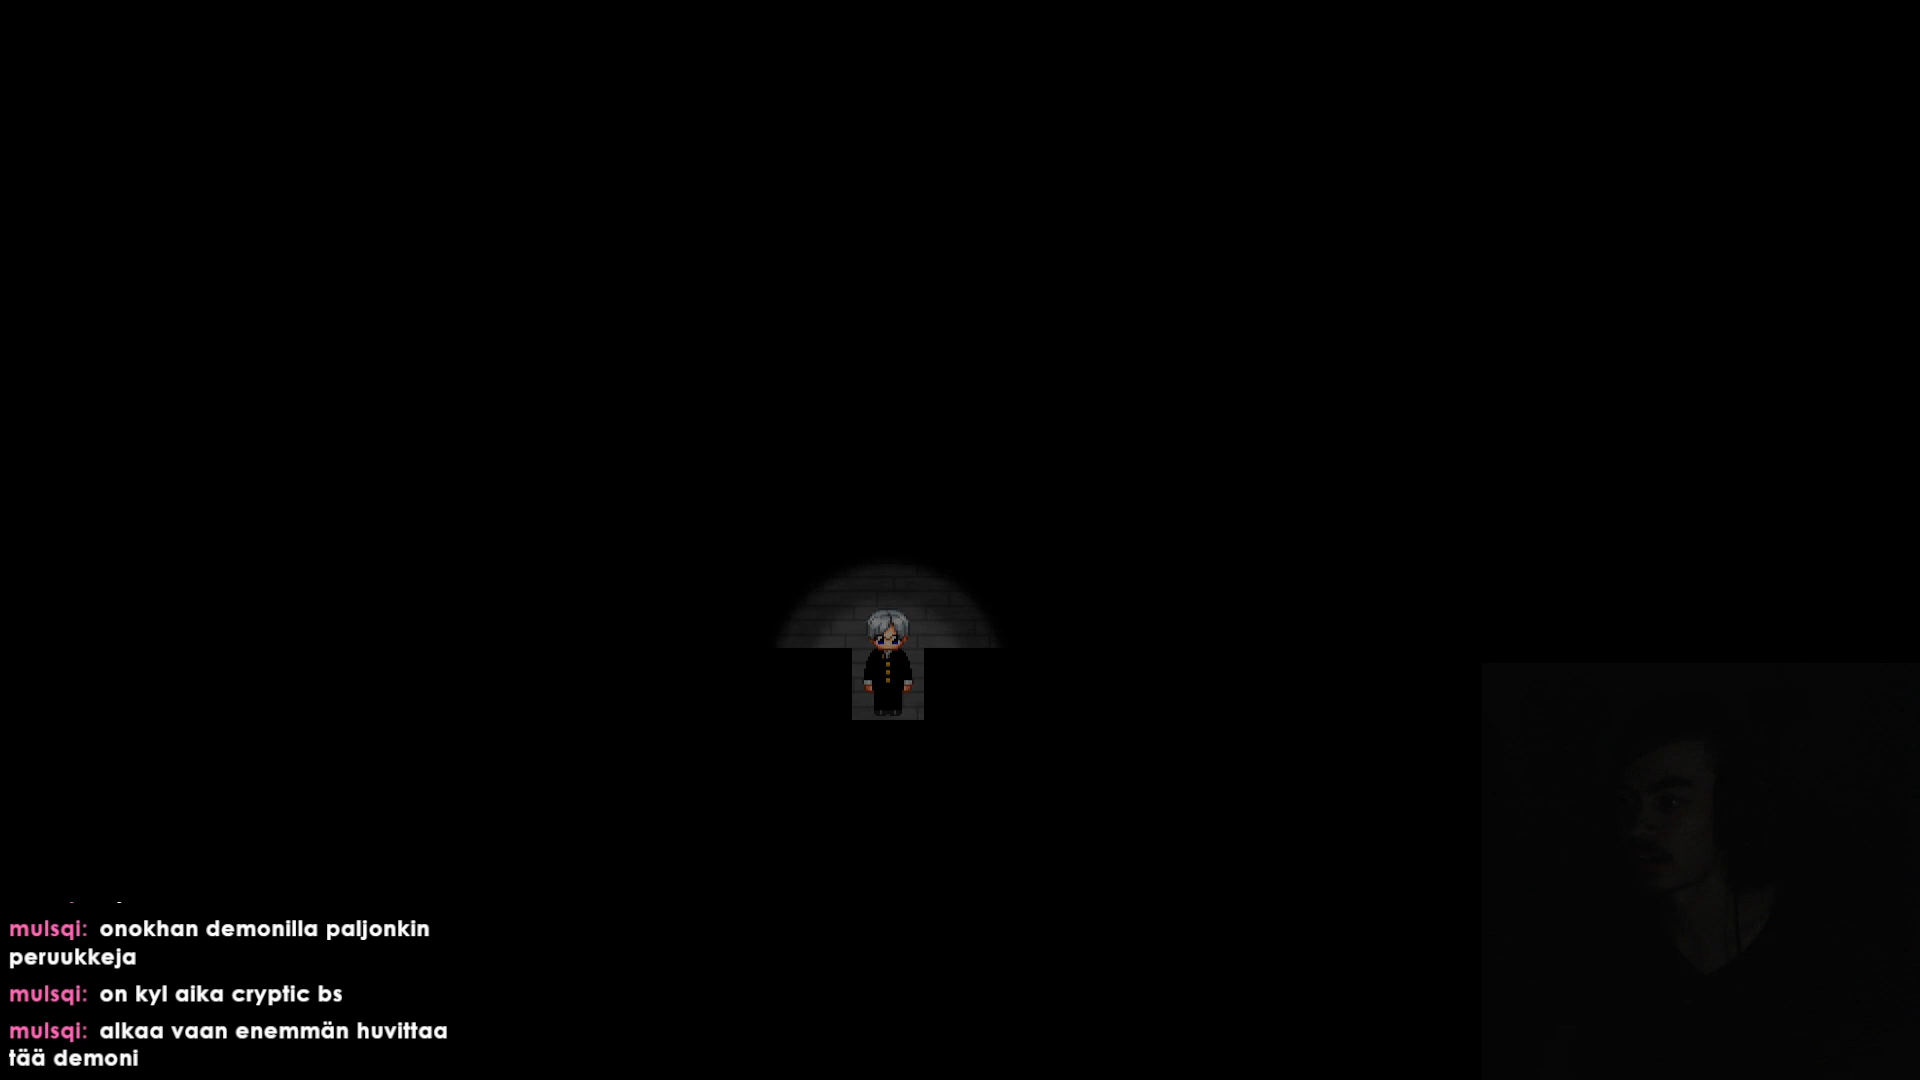 mulsqi: onokhan demonilla paljonkin
peruukkeja
mulsqi: on kyl aika cryptic bs
mulsqi: alkaa vaan enemmän huvittaa
tää demoni